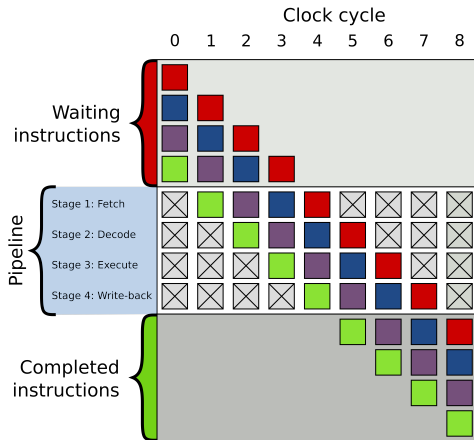 Clock cycle
0 1 2 3 4 5 6 7 8
Waiting
instructions
Pipeline
Stage 1: Fetch
Stage 2: Decode
Stage 3: Execute
Stage 4: Write-back
Completed
instructions